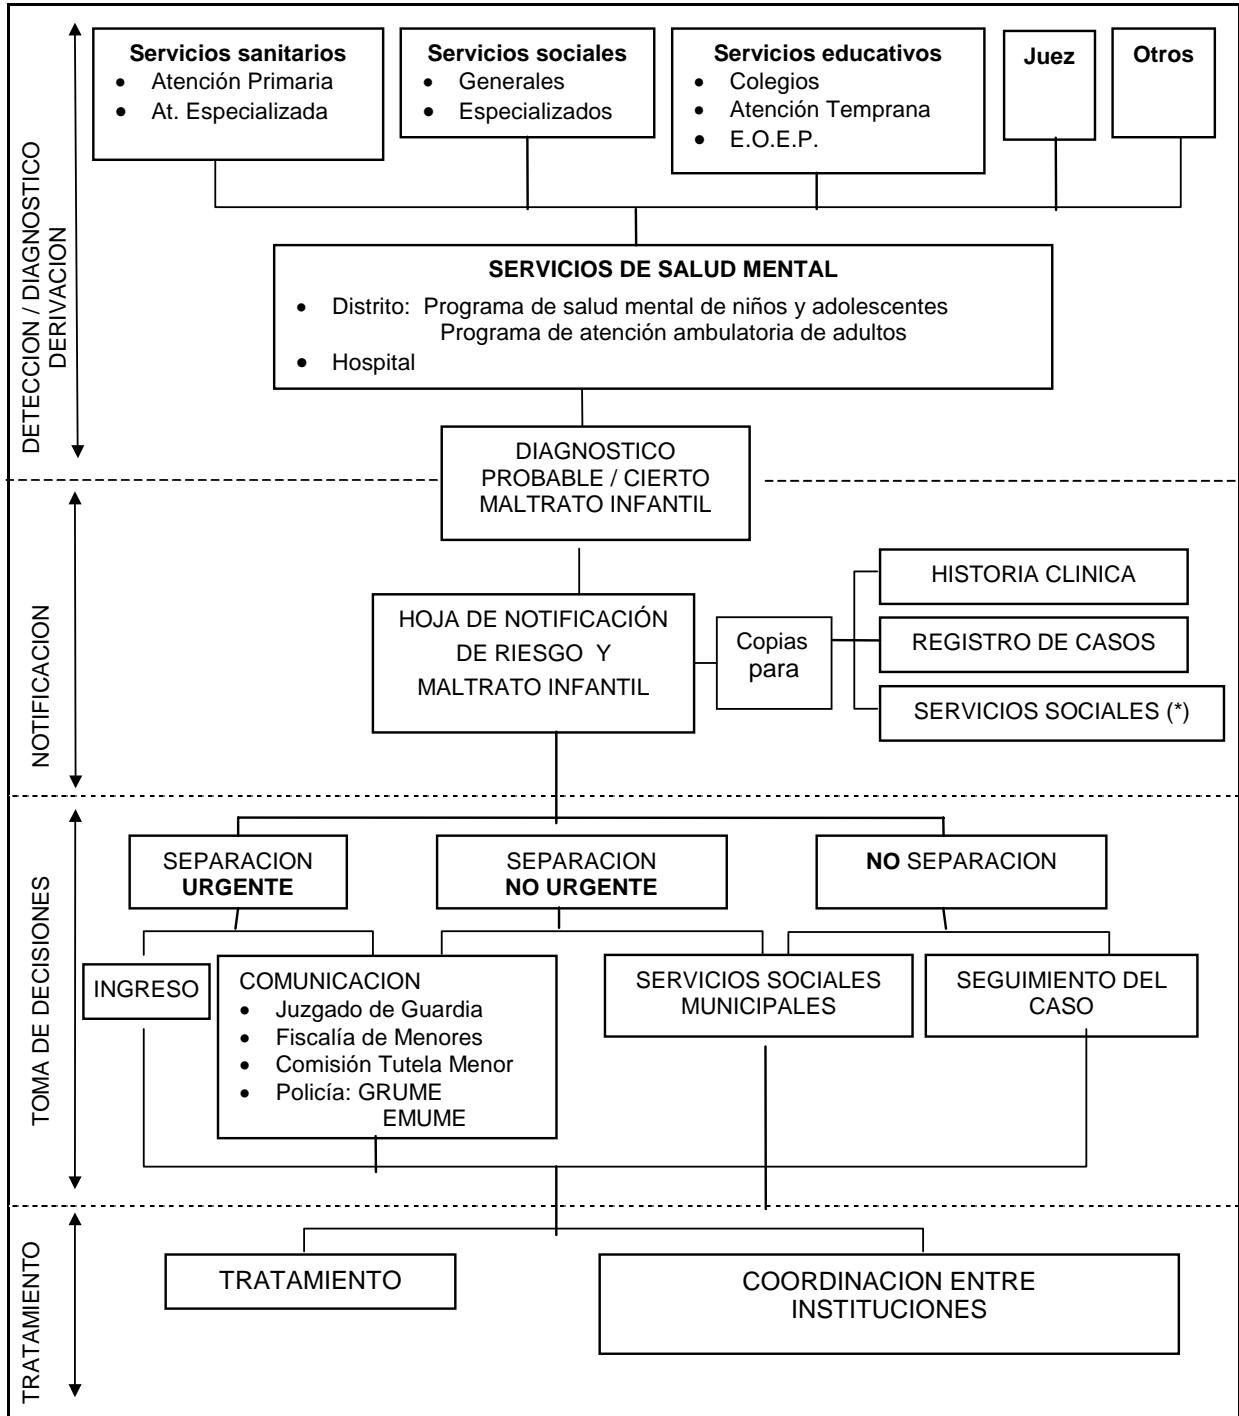 DETECCION / DIAGNOSTICO
DERIVACION
Servicios sanitarios
• Atención Primaria
• At. Especializada
Servicios sociales
• Generales
• Especializados
Servicios educativos
• Colegios
• Atención Temprana
• E.O.E.P.
Juez
Otros
SERVICIOS DE SALUD MENTAL
• Distrito: Programa de salud mental de niños y adolescentes
Programa de atención ambulatoria de adultos
• Hospital
DIAGNOSTICO
PROBABLE / CIERTO
MALTRATO INFANTIL
NOTIFICACION
HOJA DE NOTIFICACIÓN
DE RIESGO Y
MALTRATO INFANTIL
Copias
para
HISTORIA CLINICA
REGISTRO DE CASOS
SERVICIOS SOCIALES (*)
TOMA DE DECISIONES
SEPARACION
URGENTE
SEPARACION
NO URGENTE
NO SEPARACION
INGRESO
COMUNICACION
• Juzgado de Guardia
• Fiscalía de Menores
• Comisión Tutela Menor
• Policía: GRUME
EMUME
SERVICIOS SOCIALES
MUNICIPALES
SEGUIMIENTO DEL
CASO
TRATAMIENTO
TRATAMIENTO
COORDINACION ENTRE
INSTITUCIONES